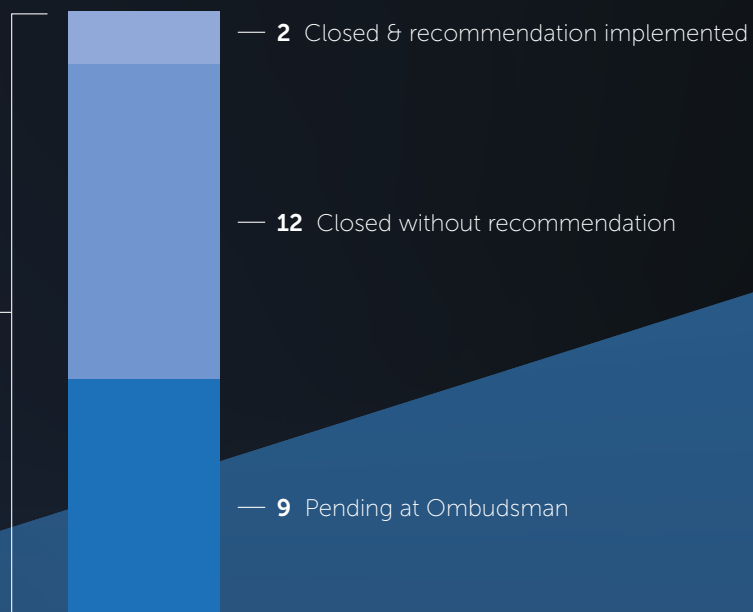 2 Closed & recommendation implemented
12 Closed without recommendation
9 Pending at Ombudsman